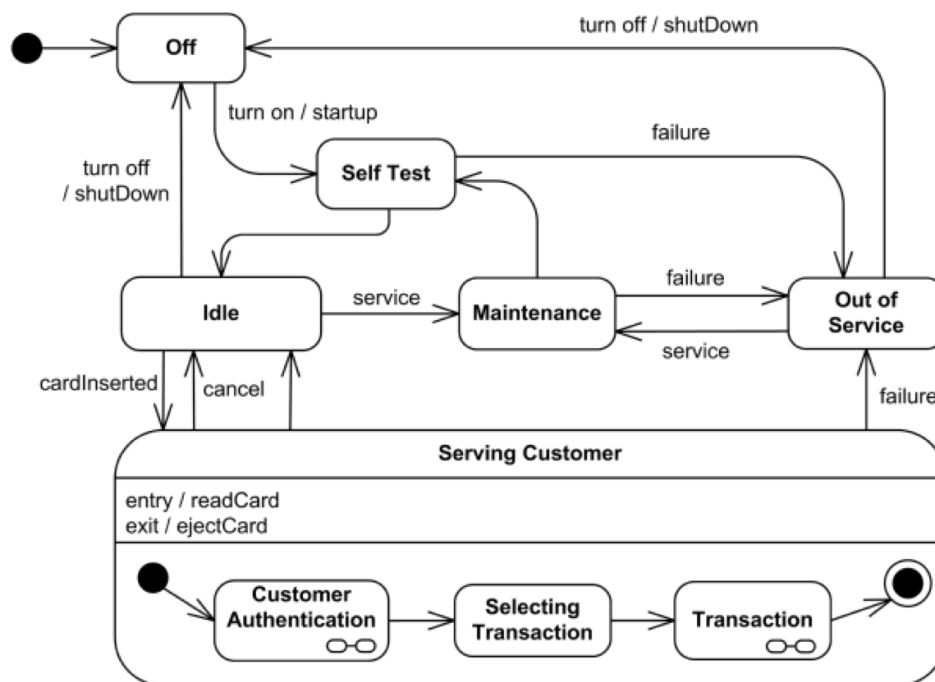 Off
turn off / shutDown
turn on / startup
Self Test
failure
turn off
/ shutDown
Idle
service
Maintenance
failure
service
Out of
Service
cardInserted
cancel
failure
Serving Customer
entry / readCard
exit / ejectCard
Customer
Authentication
Selecting
Transaction
Transaction